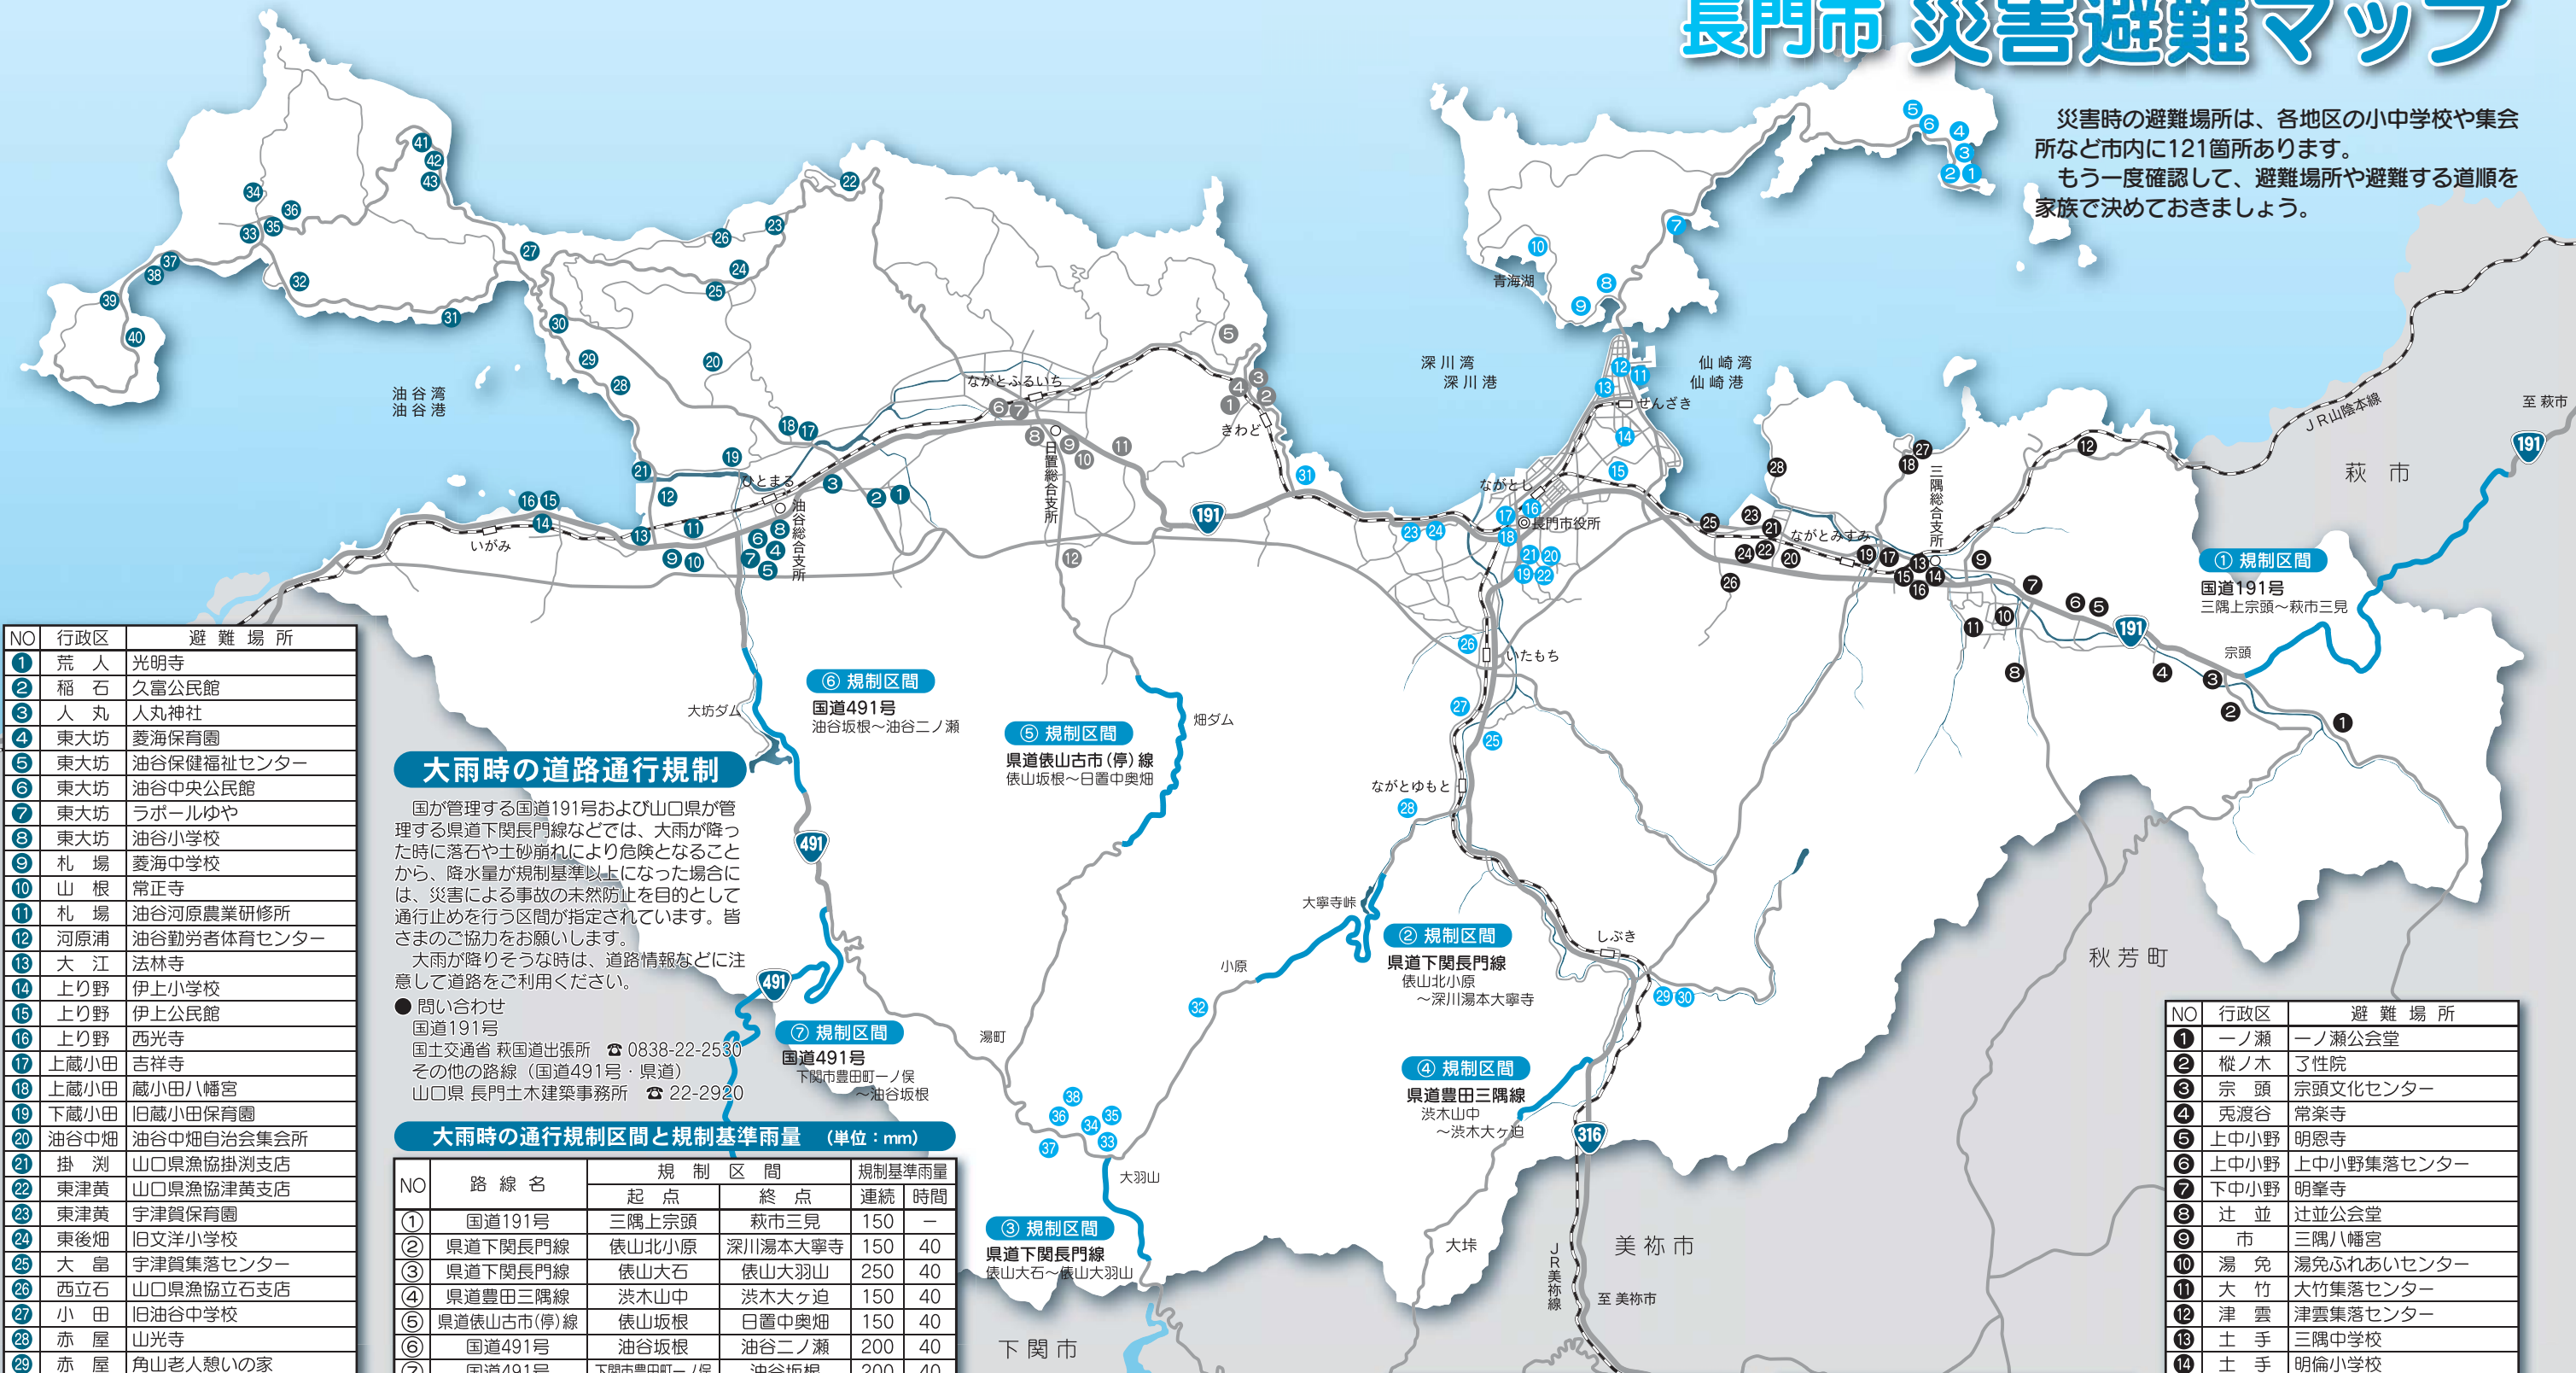 長門市 災害避難マップ
災害時の避難場所は、各地区の小中学校や集会
所など市内に121箇所あります。
もう一度確認して、避難場所や避難する道順を
家族で決めておきましょう。
油谷湾
油谷港
深川湾
深川港
仙崎湾
仙崎港
青海湖
ながとふるいち
きわど
せんざき
ながとし
◎長門市役所
ながとみすみ
三隅総合支所
日置総合支所
油谷総合支所
ひとまる
いがみ
いたもち
ながとゆもと
しぶき
JR山陰本線
至 萩市
萩市
191
191
191
宗頭
秋芳町
美祢市
至 美祢市
JR美祢線
316
大垰
下関市
大羽山
湯町
小原
大寧寺峠
畑ダム
大坊ダム
491
491
① 規制区間
国道191号
三隅上宗頭~萩市三見
② 規制区間
県道下関長門線
俵山北小原
~深川湯本大寧寺
③ 規制区間
県道下関長門線
俵山大石~俵山大羽山
④ 規制区間
県道豊田三隅線
渋木山中
~渋木大ヶ迫
⑤ 規制区間
県道俵山古市(停)線
俵山坂根~日置中奥畑
⑥ 規制区間
国道491号
油谷坂根~油谷二ノ瀬
⑦ 規制区間
国道491号
下関市豊田町一ノ俣
~油谷坂根
大雨時の道路通行規制
国が管理する国道191号および山口県が管
理する県道下関長門線などでは、大雨が降っ
た時に落石や土砂崩れにより危険となること
から、降水量が規制基準以上になった場合に
は、災害による事故の未然防止を目的として
通行止めを行う区間が指定されています。皆
さまのご協力をお願いします。
大雨が降りそうな時は、道路情報などに注
意して道路をご利用ください。
● 問い合わせ
国道191号
国土交通省 萩国道出張所 ☎ 0838-22-2530
その他の路線(国道491号・県道)
山口県 長門土木建築事務所 ☎ 22-2920
大雨時の通行規制区間と規制基準雨量 (単位:mm)
NO 路線名 規制区間 規制基準雨量
起点 終点 連続 時間
① 国道191号 三隅上宗頭 萩市三見 150 −
② 県道下関長門線 俵山北小原 深川湯本大寧寺 150 40
③ 県道下関長門線 俵山大石 俵山大羽山 250 40
④ 県道豊田三隅線 渋木山中 渋木大ヶ迫 150 40
⑤ 県道俵山古市(停)線 俵山坂根 日置中奥畑 150 40
⑥ 国道491号 油谷坂根 油谷二ノ瀬 200 40
⑦ 国道491号 下関市豊田町一ノ俣 油谷坂根 200 40
NO 行政区 避難場所
1 荒人 光明寺
2 稲石 久富公民館
3 人丸 人丸神社
4 東大坊 菱海保育園
5 東大坊 油谷保健福祉センター
6 東大坊 油谷中央公民館
7 東大坊 ラポールゆや
8 東大坊 油谷小学校
9 札場 菱海中学校
10 山根 常正寺
11 札場 油谷河原農業研修所
12 河原浦 油谷勤労者体育センター
13 大江 法林寺
14 上り野 伊上小学校
15 上り野 伊上公民館
16 上り野 西光寺
17 上蔵小田 吉祥寺
18 上蔵小田 蔵小田八幡宮
19 下蔵小田 旧蔵小田保育園
20 油谷中畑 油谷中畑自治会集会所
21 掛渕 山口県漁協掛渕支店
22 東津黄 山口県漁協津黄支店
23 東津黄 宇津賀保育園
24 東後畑 旧文洋小学校
25 大畠 宇津賀集落センター
26 西立石 山口県漁協立石支店
27 小田 旧油谷中学校
28 赤屋 山光寺
29 赤屋 角山老人憩いの家
NO 行政区 避難場所
1 一ノ瀬 一ノ瀬公会堂
2 樅ノ木 了性院
3 宗頭 宗頭文化センター
4 兎渡谷 常楽寺
5 上中小野 明恩寺
6 上中小野 上中小野集落センター
7 下中小野 明峯寺
8 辻並 辻並公会堂
9 市 三隅八幡宮
10 湯免 湯免ふれあいセンター
11 大竹 大竹集落センター
12 津雲 津雲集落センター
13 土手 三隅中学校
14 土手 明倫小学校